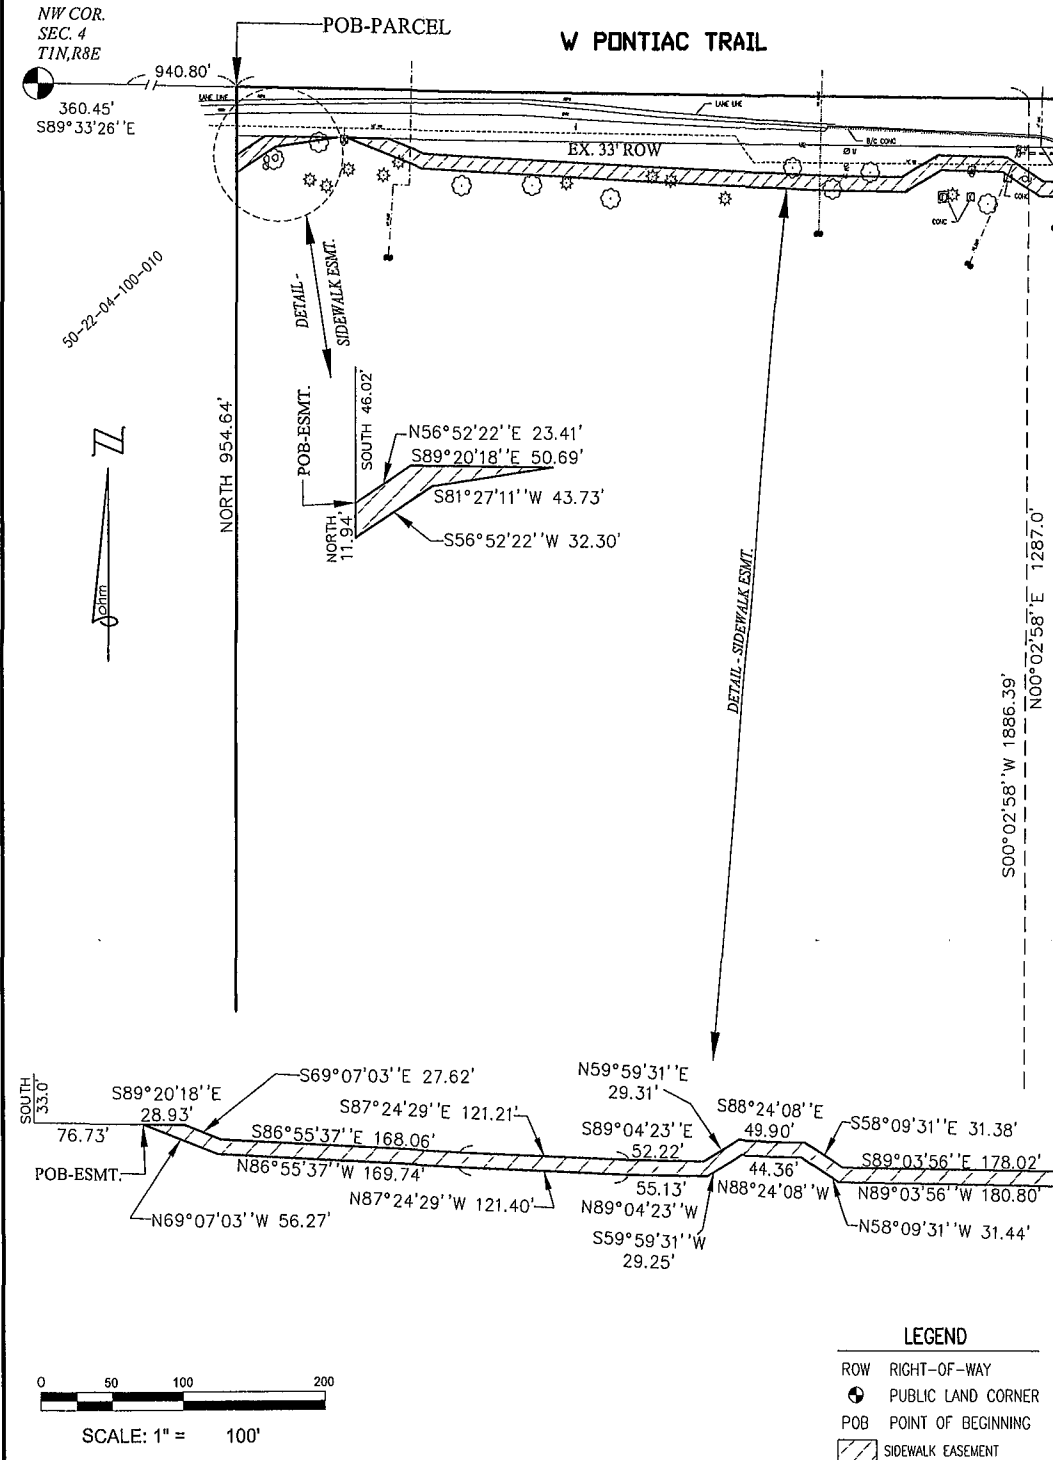 NW COR.
SEC. 4
T1N,R8E
POB-PARCEL
W PONTIAC TRAIL
940.80'
360.45'
S89°33'26''E
LANE LINE
LANE LINE
B/C CONC
EX. 33' ROW
CONC
CONC
50-22-04-100-010
DETAIL -
SIDEWALK ESMT.
NORTH 954.64'
POB-ESMT.
SOUTH 46.02'
N56°52'22''E 23.41'
S89°20'18''E 50.69'
S81°27'11''W 43.73'
S56°52'22''W 32.30'
NORTH
11.94'
ohm
DETAIL - SIDEWALK ESMT.
N00°02'58''E 1287.0'
S00°02'58''W 1886.39'
SOUTH
33.0'
76.73'
POB-ESMT.
S89°20'18''E
28.93'
S69°07'03''E 27.62'
S87°24'29''E 121.21'
S86°55'37''E 168.06'
N86°55'37''W 169.74'
N87°24'29''W 121.40'
N69°07'03''W 56.27'
N59°59'31''E
29.31'
S89°04'23''E
52.22'
55.13'
N89°04'23''W
S59°59'31''W
29.25'
S88°24'08''E
49.90'
44.36'
N88°24'08''W
S58°09'31''E 31.38'
S89°03'56''E 178.02'
N89°03'56''W 180.80'
N58°09'31''W 31.44'
0 50 100 200
SCALE: 1" = 100'
LEGEND
ROW RIGHT-OF-WAY
PUBLIC LAND CORNER
POB POINT OF BEGINNING
SIDEWALK EASEMENT